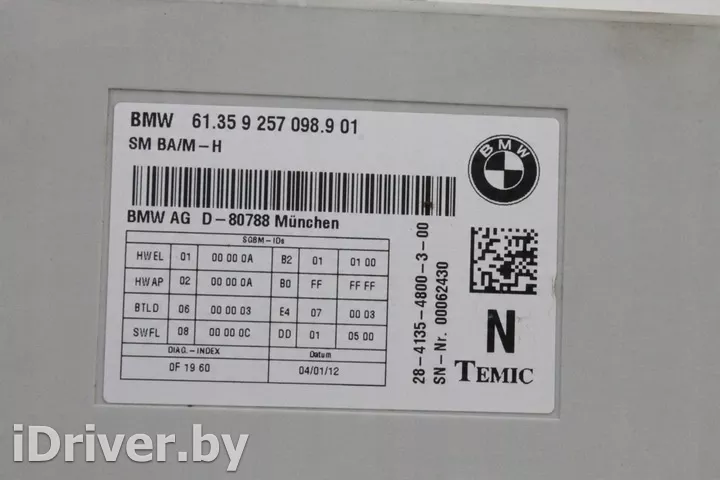 BMW 61.35 9 257 098.9 01
SM BA/M-H
BMW
BMW AG D-80788 München
SGBM-IDs
HWEL 01 00 00 0A B2 01 01 00
HWAP 02 00 00 0A B0 FF FF FF
BTLD 06 00 00 03 E4 07 00 03
SWFL 08 00 00 0C DD 01 05 00
DIAG.-INDEX Datum
0F 19 60 04/01/12
28-4135-4800-3-00
SN-Nr. 00062430
N
TEMIC
iDriver.by